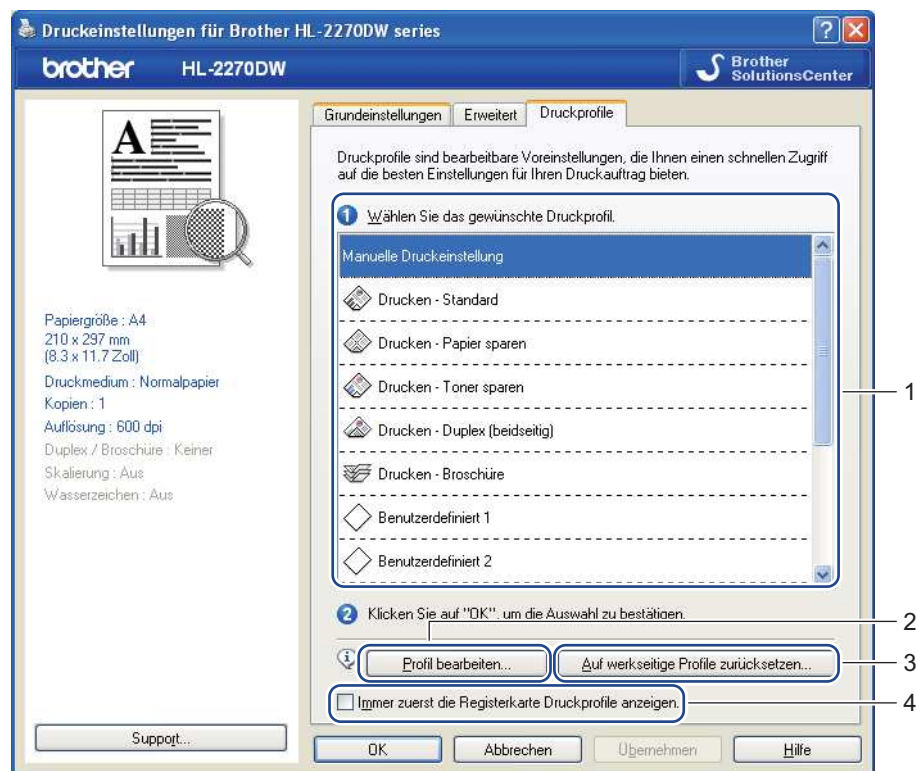 Druckeinstellungen für Brother HL-2270DW series
brother HL-2270DW
Brother
SolutionsCenter
Grundeinstellungen Erweitert Druckprofile
Druckprofile sind bearbeitbare Voreinstellungen, die Ihnen einen schnellen Zugriff
auf die besten Einstellungen für Ihren Druckauftrag bieten.
1 Wählen Sie das gewünschte Druckprofil.
Manuelle Druckeinstellung
Drucken - Standard
Drucken - Papier sparen
Drucken - Toner sparen
Drucken - Duplex (beidseitig)
Drucken - Broschüre
Benutzerdefiniert 1
Benutzerdefiniert 2
1
2 Klicken Sie auf "OK", um die Auswahl zu bestätigen.
2
Profil bearbeiten... Auf werkseitige Profile zurücksetzen...
3
Immer zuerst die Registerkarte Druckprofile anzeigen.
4
A
Papiergröße : A4
210 x 297 mm
(8.3 x 11.7 Zoll)
Druckmedium : Normalpapier
Kopien : 1
Auflösung : 600 dpi
Duplex / Broschüre : Keiner
Skalierung : Aus
Wasserzeichen : Aus
Support...
OK Abbrechen Übernehmen Hilfe